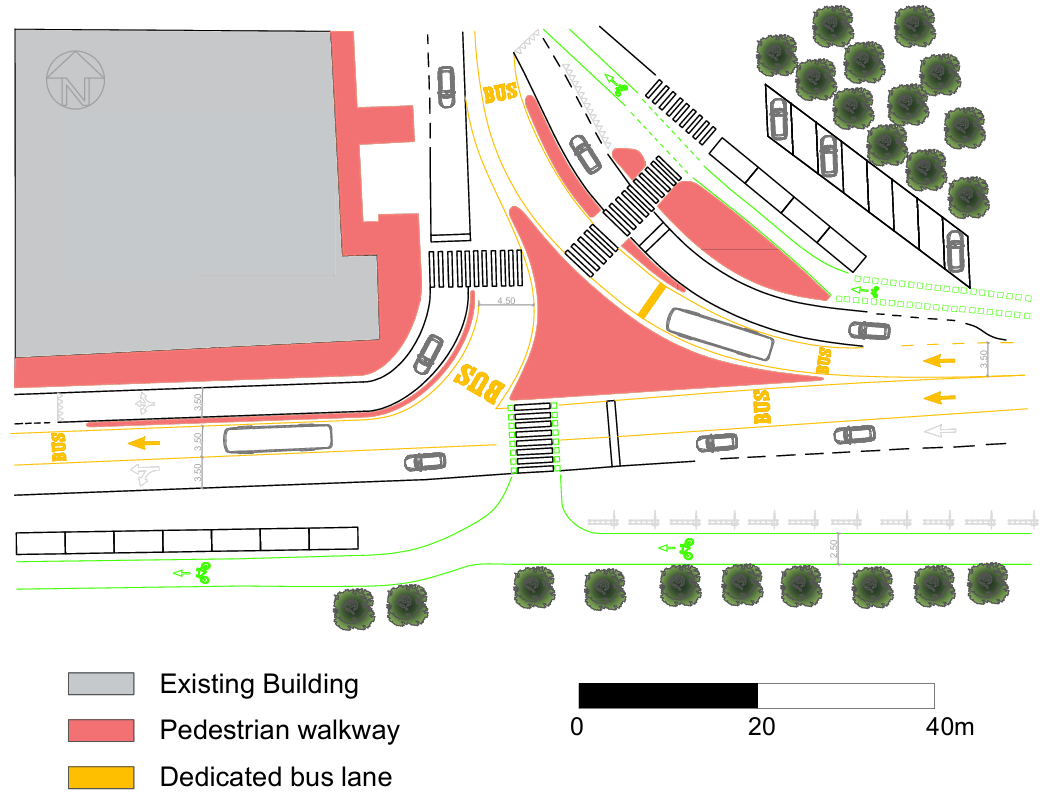 N
BUS
4.50
BUS
3.50
BUS
BUS
3.50
BUS
3.50
3.50
2.50
Existing Building
Pedestrian walkway
Dedicated bus lane
0 20 40m